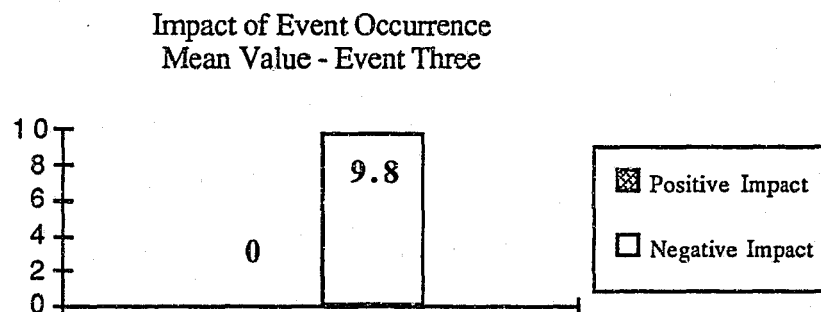 Impact of Event Occurrence
Mean Value - Event Three
10
8
6
4
2
0
0
9.8
Positive Impact
Negative Impact